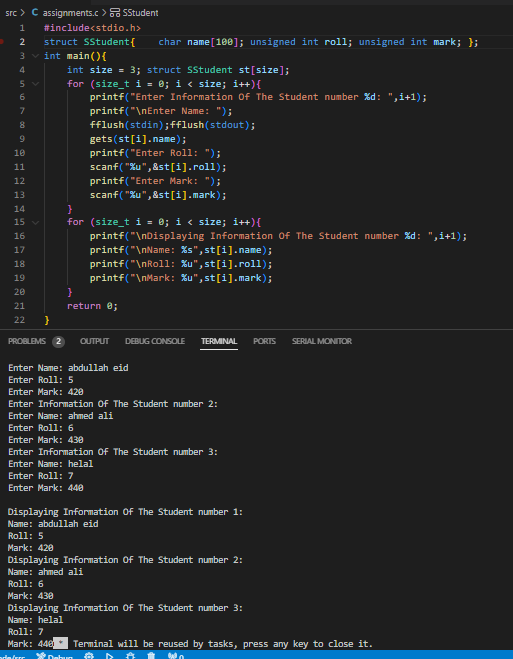 src > C assignments.c > SStudent
1 #include<stdio.h>
2 struct SStudent{    char name[100]; unsigned int roll; unsigned int mark; };
3 int main(){
4     int size = 3; struct SStudent st[size];
5     for (size_t i = 0; i < size; i++){
6         printf("Enter Information Of The Student number %d: ",i+1);
7         printf("\nEnter Name: ");
8         fflush(stdin);fflush(stdout);
9         gets(st[i].name);
10         printf("Enter Roll: ");
11         scanf("%u",&st[i].roll);
12         printf("Enter Mark: ");
13         scanf("%u",&st[i].mark);
14     }
15     for (size_t i = 0; i < size; i++){
16         printf("\nDisplaying Information Of The Student number %d: ",i+1);
17         printf("\nName: %s",st[i].name);
18         printf("\nRoll: %u",st[i].roll);
19         printf("\nMark: %u",st[i].mark);
20     }
21     return 0;
22 }
PROBLEMS 2 OUTPUT DEBUG CONSOLE TERMINAL PORTS SERIAL MONITOR
Enter Name: abdullah eid
Enter Roll: 5
Enter Mark: 420
Enter Information Of The Student number 2:
Enter Name: ahmed ali
Enter Roll: 6
Enter Mark: 430
Enter Information Of The Student number 3:
Enter Name: helal
Enter Roll: 7
Enter Mark: 440
Displaying Information Of The Student number 1:
Name: abdullah eid
Roll: 5
Mark: 420
Displaying Information Of The Student number 2:
Name: ahmed ali
Roll: 6
Mark: 430
Displaying Information Of The Student number 3:
Name: helal
Roll: 7
Mark: 440 * Terminal will be reused by tasks, press any key to close it.
Debug